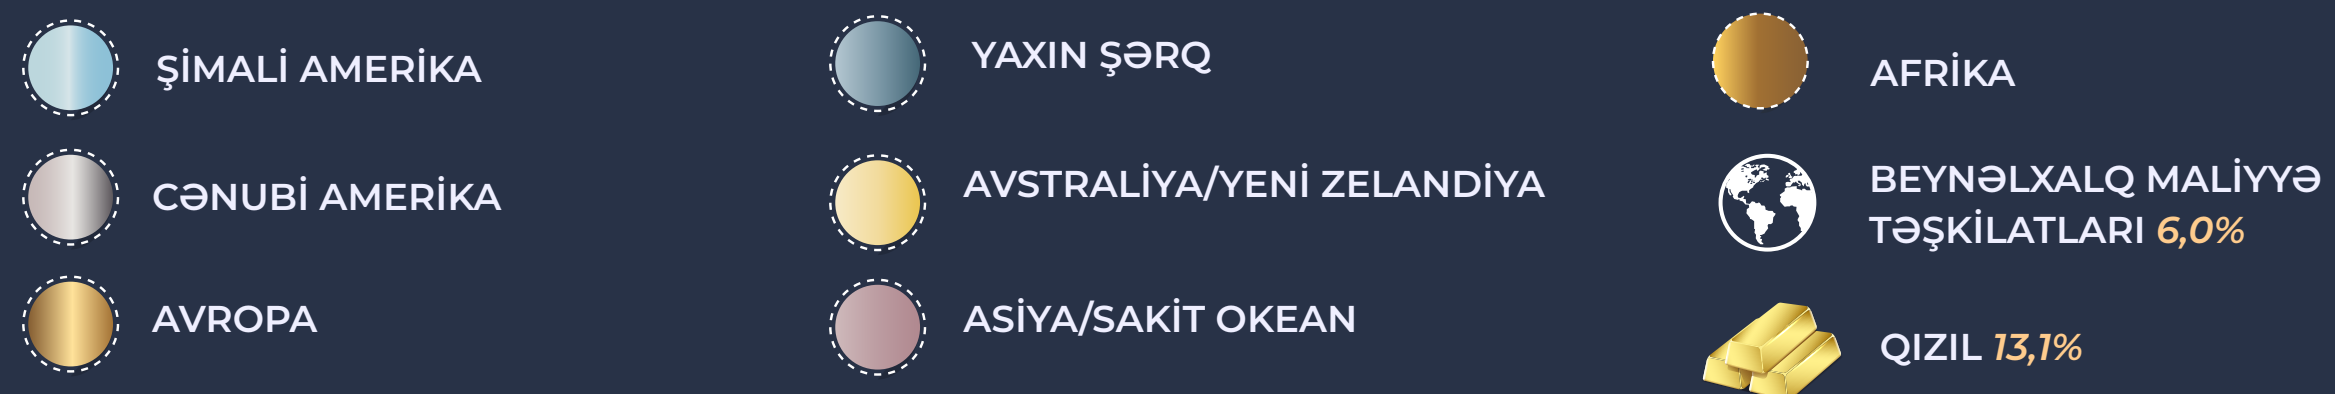 ŞİMALİ AMERİKA
CƏNUBİ AMERİKA
AVROPA
YAXIN ŞƏRQ
AVSTRALİYA/YENİ ZELANDİYA
ASİYA/SAKİT OKEAN
AFRİKA
BEYNƏLXALQ MALİYYƏ
TƏŞKİLATLARI 6,0%
QIZIL 13,1%